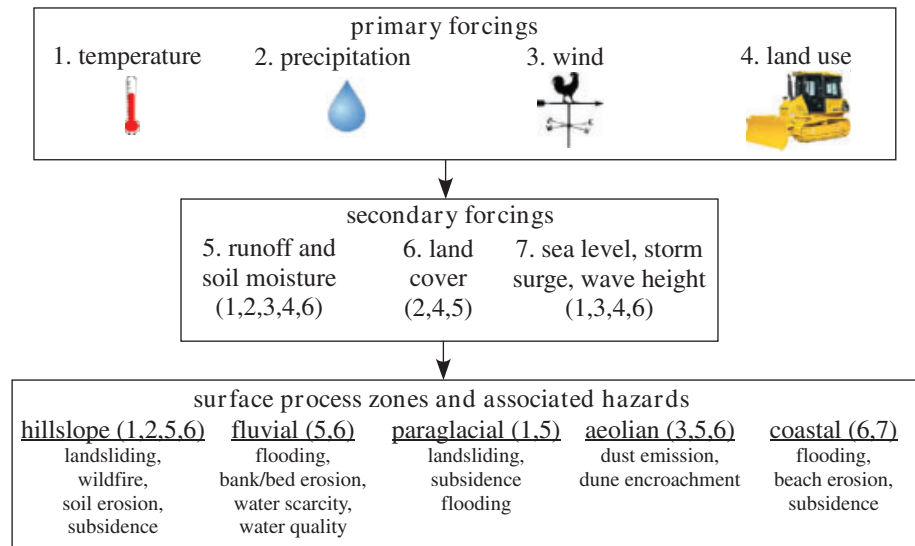 primary forcings
1. temperature
2. precipitation
3. wind
4. land use
secondary forcings
5. runoff and
soil moisture
(1,2,3,4,6)
6. land
cover
(2,4,5)
7. sea level, storm
surge, wave height
(1,3,4,6)
surface process zones and associated hazards
hillslope (1,2,5,6)
landsliding,
wildfire,
soil erosion,
subsidence
fluvial (5,6)
flooding,
bank/bed erosion,
water scarcity,
water quality
paraglacial (1,5)
landsliding,
subsidence
flooding
aeolian (3,5,6)
dust emission,
dune encroachment
coastal (6,7)
flooding,
beach erosion,
subsidence